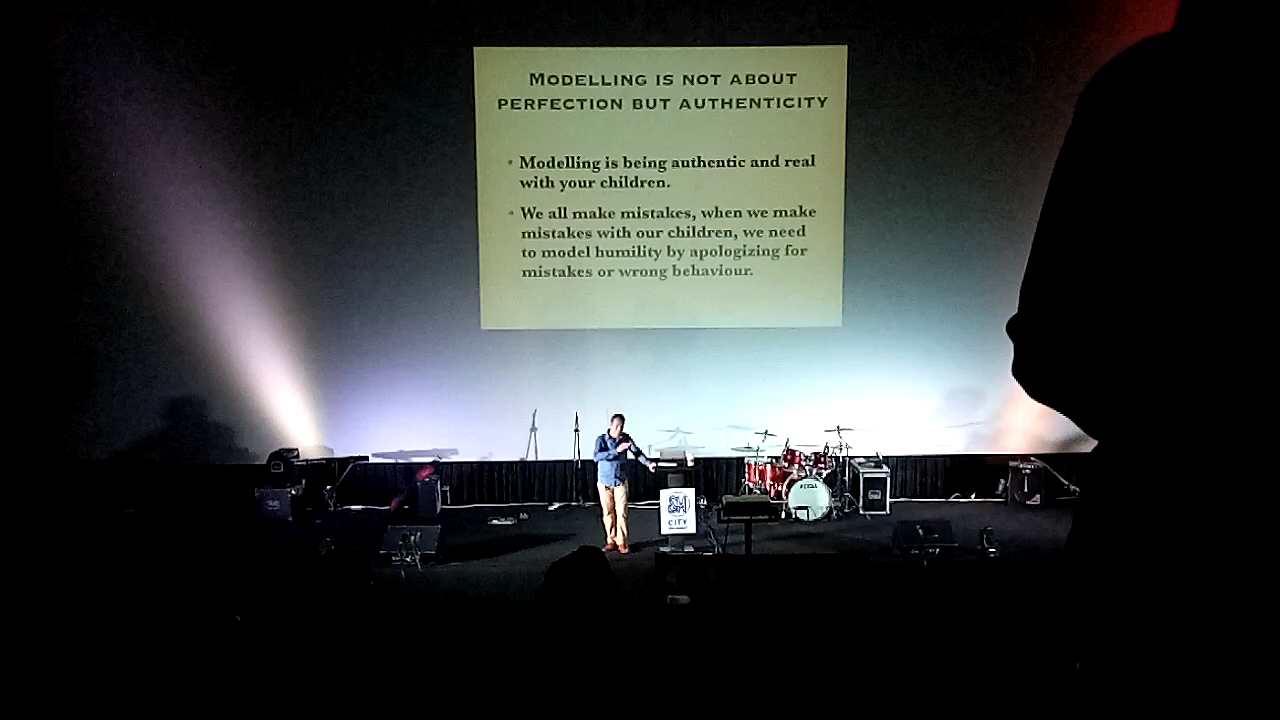 MODELLING IS NOT ABOUT
PERFECTION BUT AUTHENTICITY
• Modelling is being authentic and real
with your children.
• We all make mistakes, when we make
mistakes with our children, we need
to model humility by apologizing for
mistakes or wrong behaviour.
SM
CITY